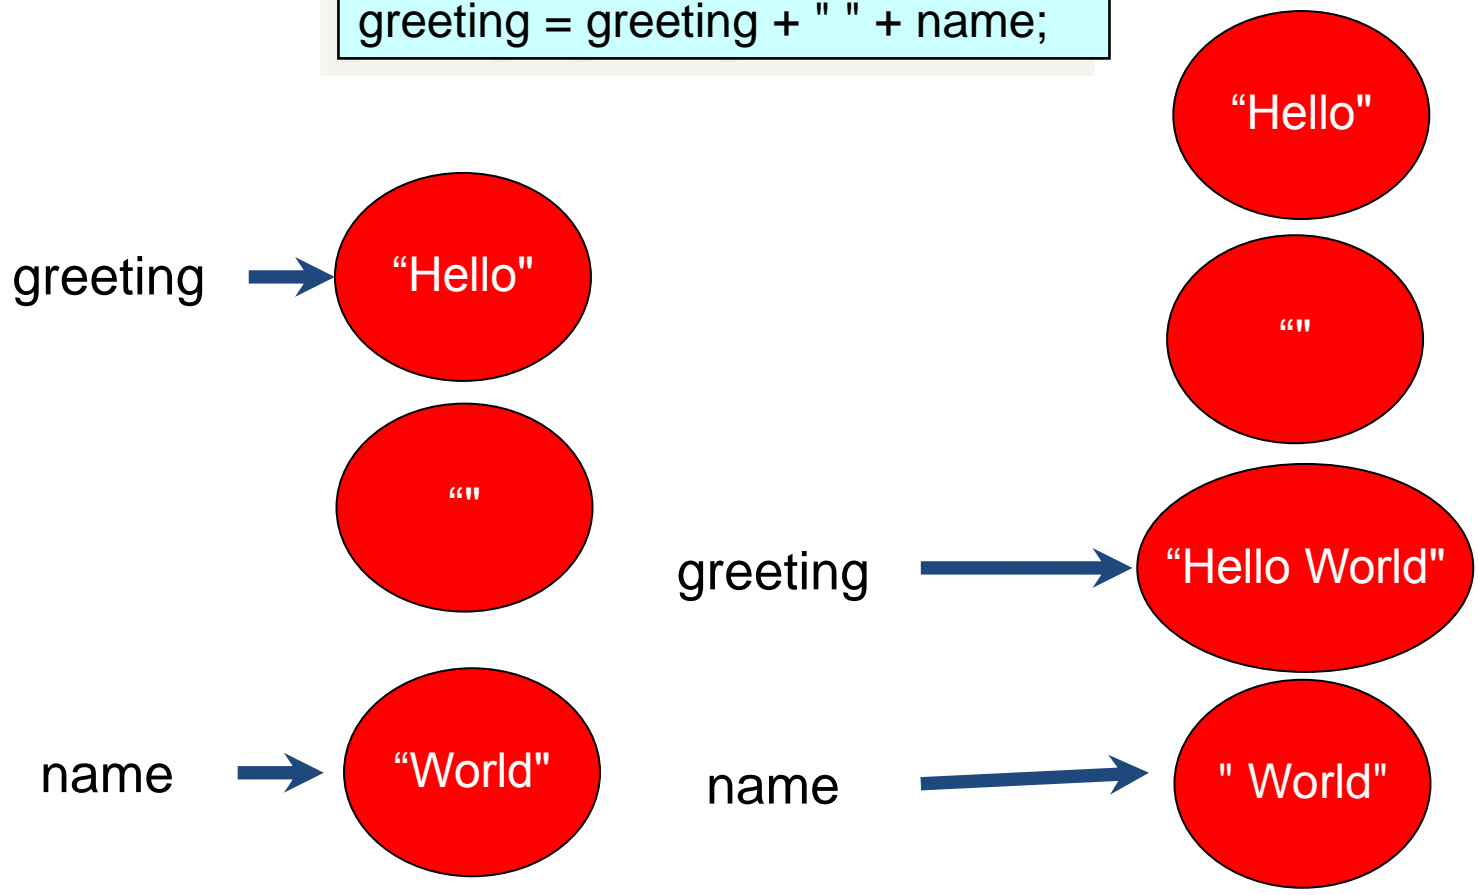 greeting = greeting + " " + name;
“Hello"
greeting
“Hello"
“"
“"
greeting
“Hello World"
name
“World"
name
" World"